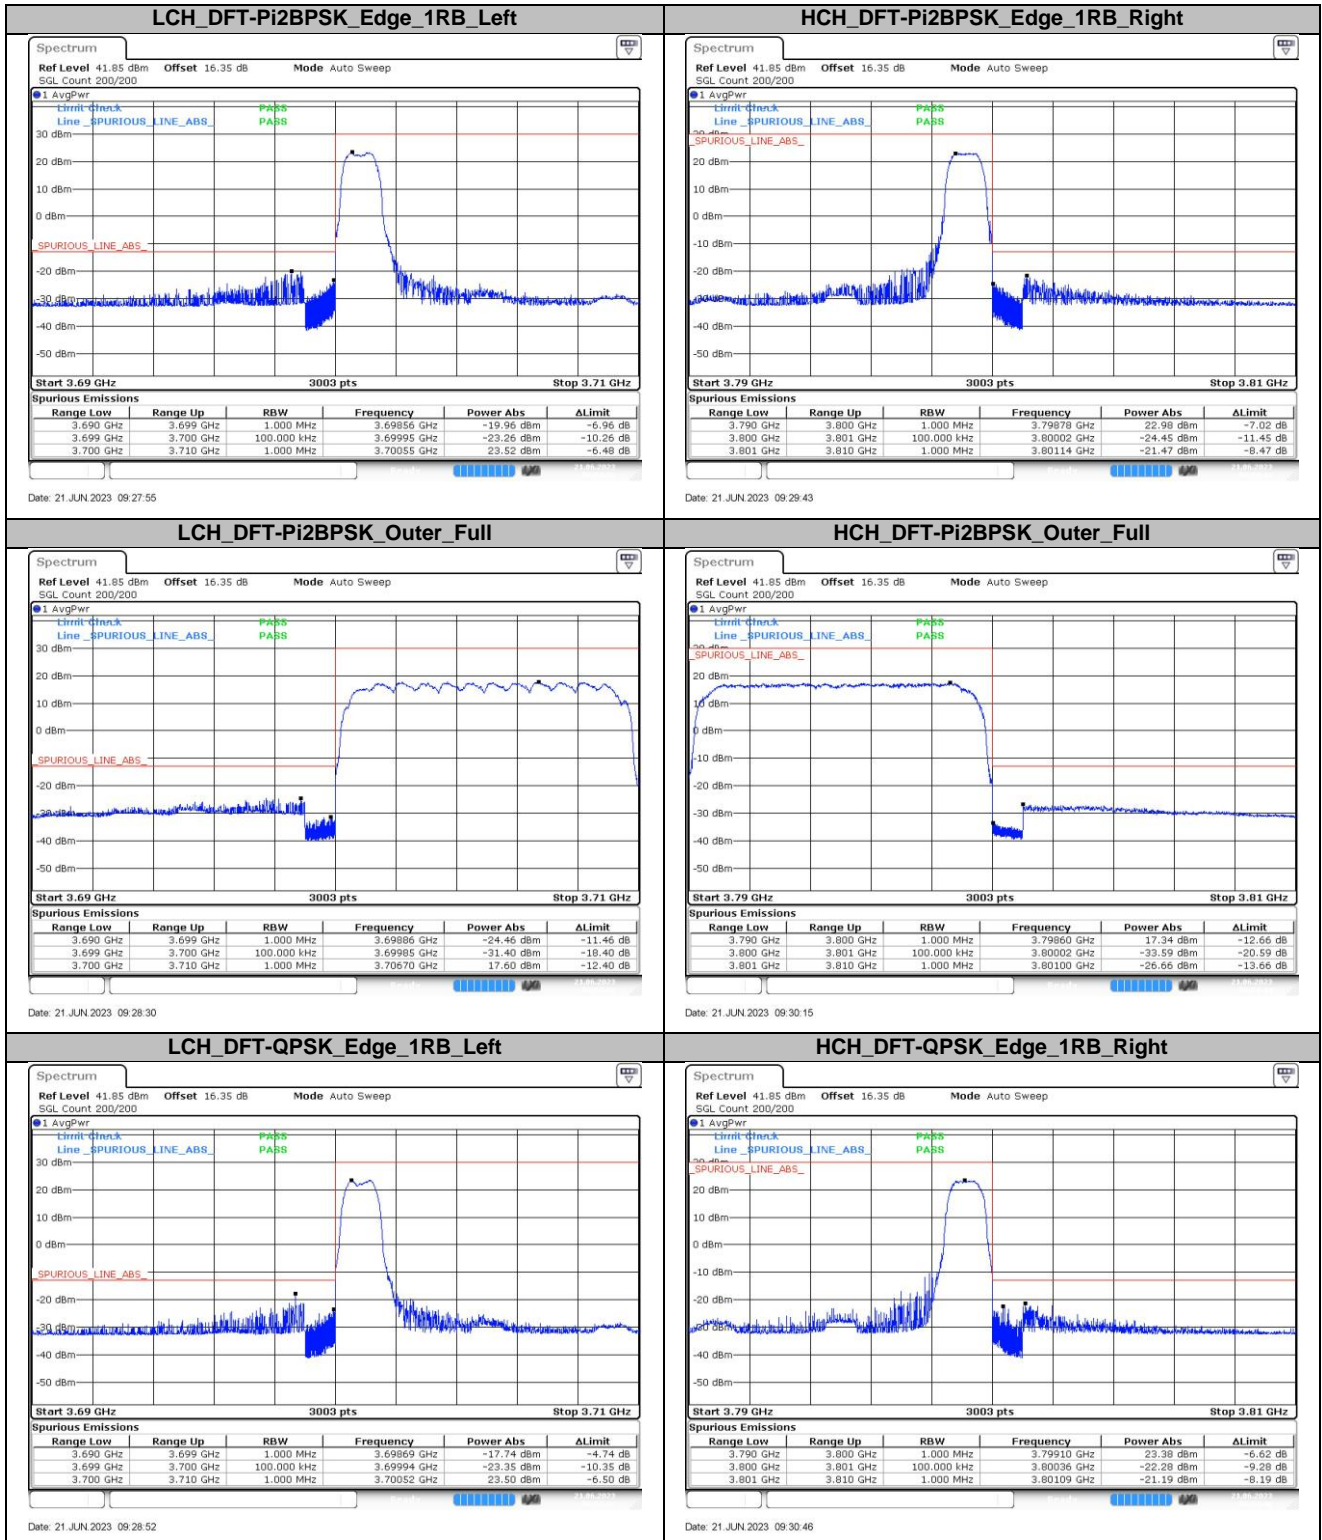 LCH_DFT-Pi2BPSK_Edge_1RB_Left
Spectrum
Ref Level 41.85 dBm Offset 16.35 dB Mode Auto Sweep
SGL Count 200/200
1 AvgPwr
Limit Check PASS
Line _SPURIOUS_LINE_ABS_ PASS
30 dBm
20 dBm
10 dBm
0 dBm
_SPURIOUS_LINE_ABS_
-20 dBm
-30 dBm
-40 dBm
-50 dBm
Start 3.69 GHz 3003 pts Stop 3.71 GHz
Spurious Emissions
Range Low Range Up RBW Frequency Power Abs ΔLimit
3.690 GHz 3.699 GHz 1.000 MHz 3.69856 GHz -19.96 dBm -6.96 dB
3.699 GHz 3.700 GHz 100.000 kHz 3.69995 GHz -23.26 dBm -10.26 dB
3.700 GHz 3.710 GHz 1.000 MHz 3.70055 GHz 23.52 dBm -6.48 dB
Date: 21.JUN.2023 09:27:55
HCH_DFT-Pi2BPSK_Edge_1RB_Right
Spectrum
Ref Level 41.85 dBm Offset 16.35 dB Mode Auto Sweep
SGL Count 200/200
1 AvgPwr
Limit Check PASS
Line _SPURIOUS_LINE_ABS_ PASS
30 dBm
_SPURIOUS_LINE_ABS_
20 dBm
10 dBm
0 dBm
-10 dBm
-20 dBm
-30 dBm
-40 dBm
-50 dBm
Start 3.79 GHz 3003 pts Stop 3.81 GHz
Spurious Emissions
Range Low Range Up RBW Frequency Power Abs ΔLimit
3.790 GHz 3.800 GHz 1.000 MHz 3.79878 GHz 22.98 dBm -7.02 dB
3.800 GHz 3.801 GHz 100.000 kHz 3.80002 GHz -24.45 dBm -11.45 dB
3.801 GHz 3.810 GHz 1.000 MHz 3.80114 GHz -21.47 dBm -8.47 dB
Date: 21.JUN.2023 09:29:43
LCH_DFT-Pi2BPSK_Outer_Full
Spectrum
Ref Level 41.85 dBm Offset 16.35 dB Mode Auto Sweep
SGL Count 200/200
1 AvgPwr
Limit Check PASS
Line _SPURIOUS_LINE_ABS_ PASS
30 dBm
20 dBm
10 dBm
0 dBm
_SPURIOUS_LINE_ABS_
-20 dBm
-30 dBm
-40 dBm
-50 dBm
Start 3.69 GHz 3003 pts Stop 3.71 GHz
Spurious Emissions
Range Low Range Up RBW Frequency Power Abs ΔLimit
3.690 GHz 3.699 GHz 1.000 MHz 3.69886 GHz -24.46 dBm -11.46 dB
3.699 GHz 3.700 GHz 100.000 kHz 3.69985 GHz -31.40 dBm -18.40 dB
3.700 GHz 3.710 GHz 1.000 MHz 3.70670 GHz 17.60 dBm -12.40 dB
Date: 21.JUN.2023 09:28:30
HCH_DFT-Pi2BPSK_Outer_Full
Spectrum
Ref Level 41.85 dBm Offset 16.35 dB Mode Auto Sweep
SGL Count 200/200
1 AvgPwr
Limit Check PASS
Line _SPURIOUS_LINE_ABS_ PASS
30 dBm
_SPURIOUS_LINE_ABS_
20 dBm
10 dBm
0 dBm
-10 dBm
-20 dBm
-30 dBm
-40 dBm
-50 dBm
Start 3.79 GHz 3003 pts Stop 3.81 GHz
Spurious Emissions
Range Low Range Up RBW Frequency Power Abs ΔLimit
3.790 GHz 3.800 GHz 1.000 MHz 3.79860 GHz 17.34 dBm -12.66 dB
3.800 GHz 3.801 GHz 100.000 kHz 3.80002 GHz -33.59 dBm -20.59 dB
3.801 GHz 3.810 GHz 1.000 MHz 3.80100 GHz -26.66 dBm -13.66 dB
Date: 21.JUN.2023 09:30:15
LCH_DFT-QPSK_Edge_1RB_Left
Spectrum
Ref Level 41.85 dBm Offset 16.35 dB Mode Auto Sweep
SGL Count 200/200
1 AvgPwr
Limit Check PASS
Line _SPURIOUS_LINE_ABS_ PASS
30 dBm
20 dBm
10 dBm
0 dBm
_SPURIOUS_LINE_ABS_
-20 dBm
-30 dBm
-40 dBm
-50 dBm
Start 3.69 GHz 3003 pts Stop 3.71 GHz
Spurious Emissions
Range Low Range Up RBW Frequency Power Abs ΔLimit
3.690 GHz 3.699 GHz 1.000 MHz 3.69869 GHz -17.74 dBm -4.74 dB
3.699 GHz 3.700 GHz 100.000 kHz 3.69994 GHz -23.35 dBm -10.35 dB
3.700 GHz 3.710 GHz 1.000 MHz 3.70052 GHz 23.50 dBm -6.50 dB
Date: 21.JUN.2023 09:28:52
HCH_DFT-QPSK_Edge_1RB_Right
Spectrum
Ref Level 41.85 dBm Offset 16.35 dB Mode Auto Sweep
SGL Count 200/200
1 AvgPwr
Limit Check PASS
Line _SPURIOUS_LINE_ABS_ PASS
30 dBm
_SPURIOUS_LINE_ABS_
20 dBm
10 dBm
0 dBm
-10 dBm
-20 dBm
-30 dBm
-40 dBm
-50 dBm
Start 3.79 GHz 3003 pts Stop 3.81 GHz
Spurious Emissions
Range Low Range Up RBW Frequency Power Abs ΔLimit
3.790 GHz 3.800 GHz 1.000 MHz 3.79910 GHz 23.38 dBm -6.62 dB
3.800 GHz 3.801 GHz 100.000 kHz 3.80036 GHz -22.28 dBm -9.28 dB
3.801 GHz 3.810 GHz 1.000 MHz 3.80109 GHz -21.19 dBm -8.19 dB
Date: 21.JUN.2023 09:30:46